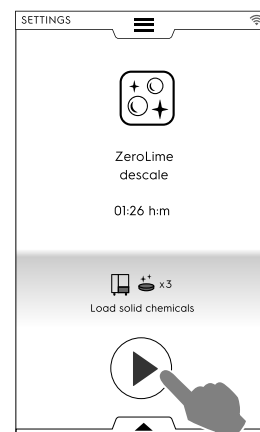 SETTINGS
ZeroLime
descale
01:26 h:m
x3
Load solid chemicals